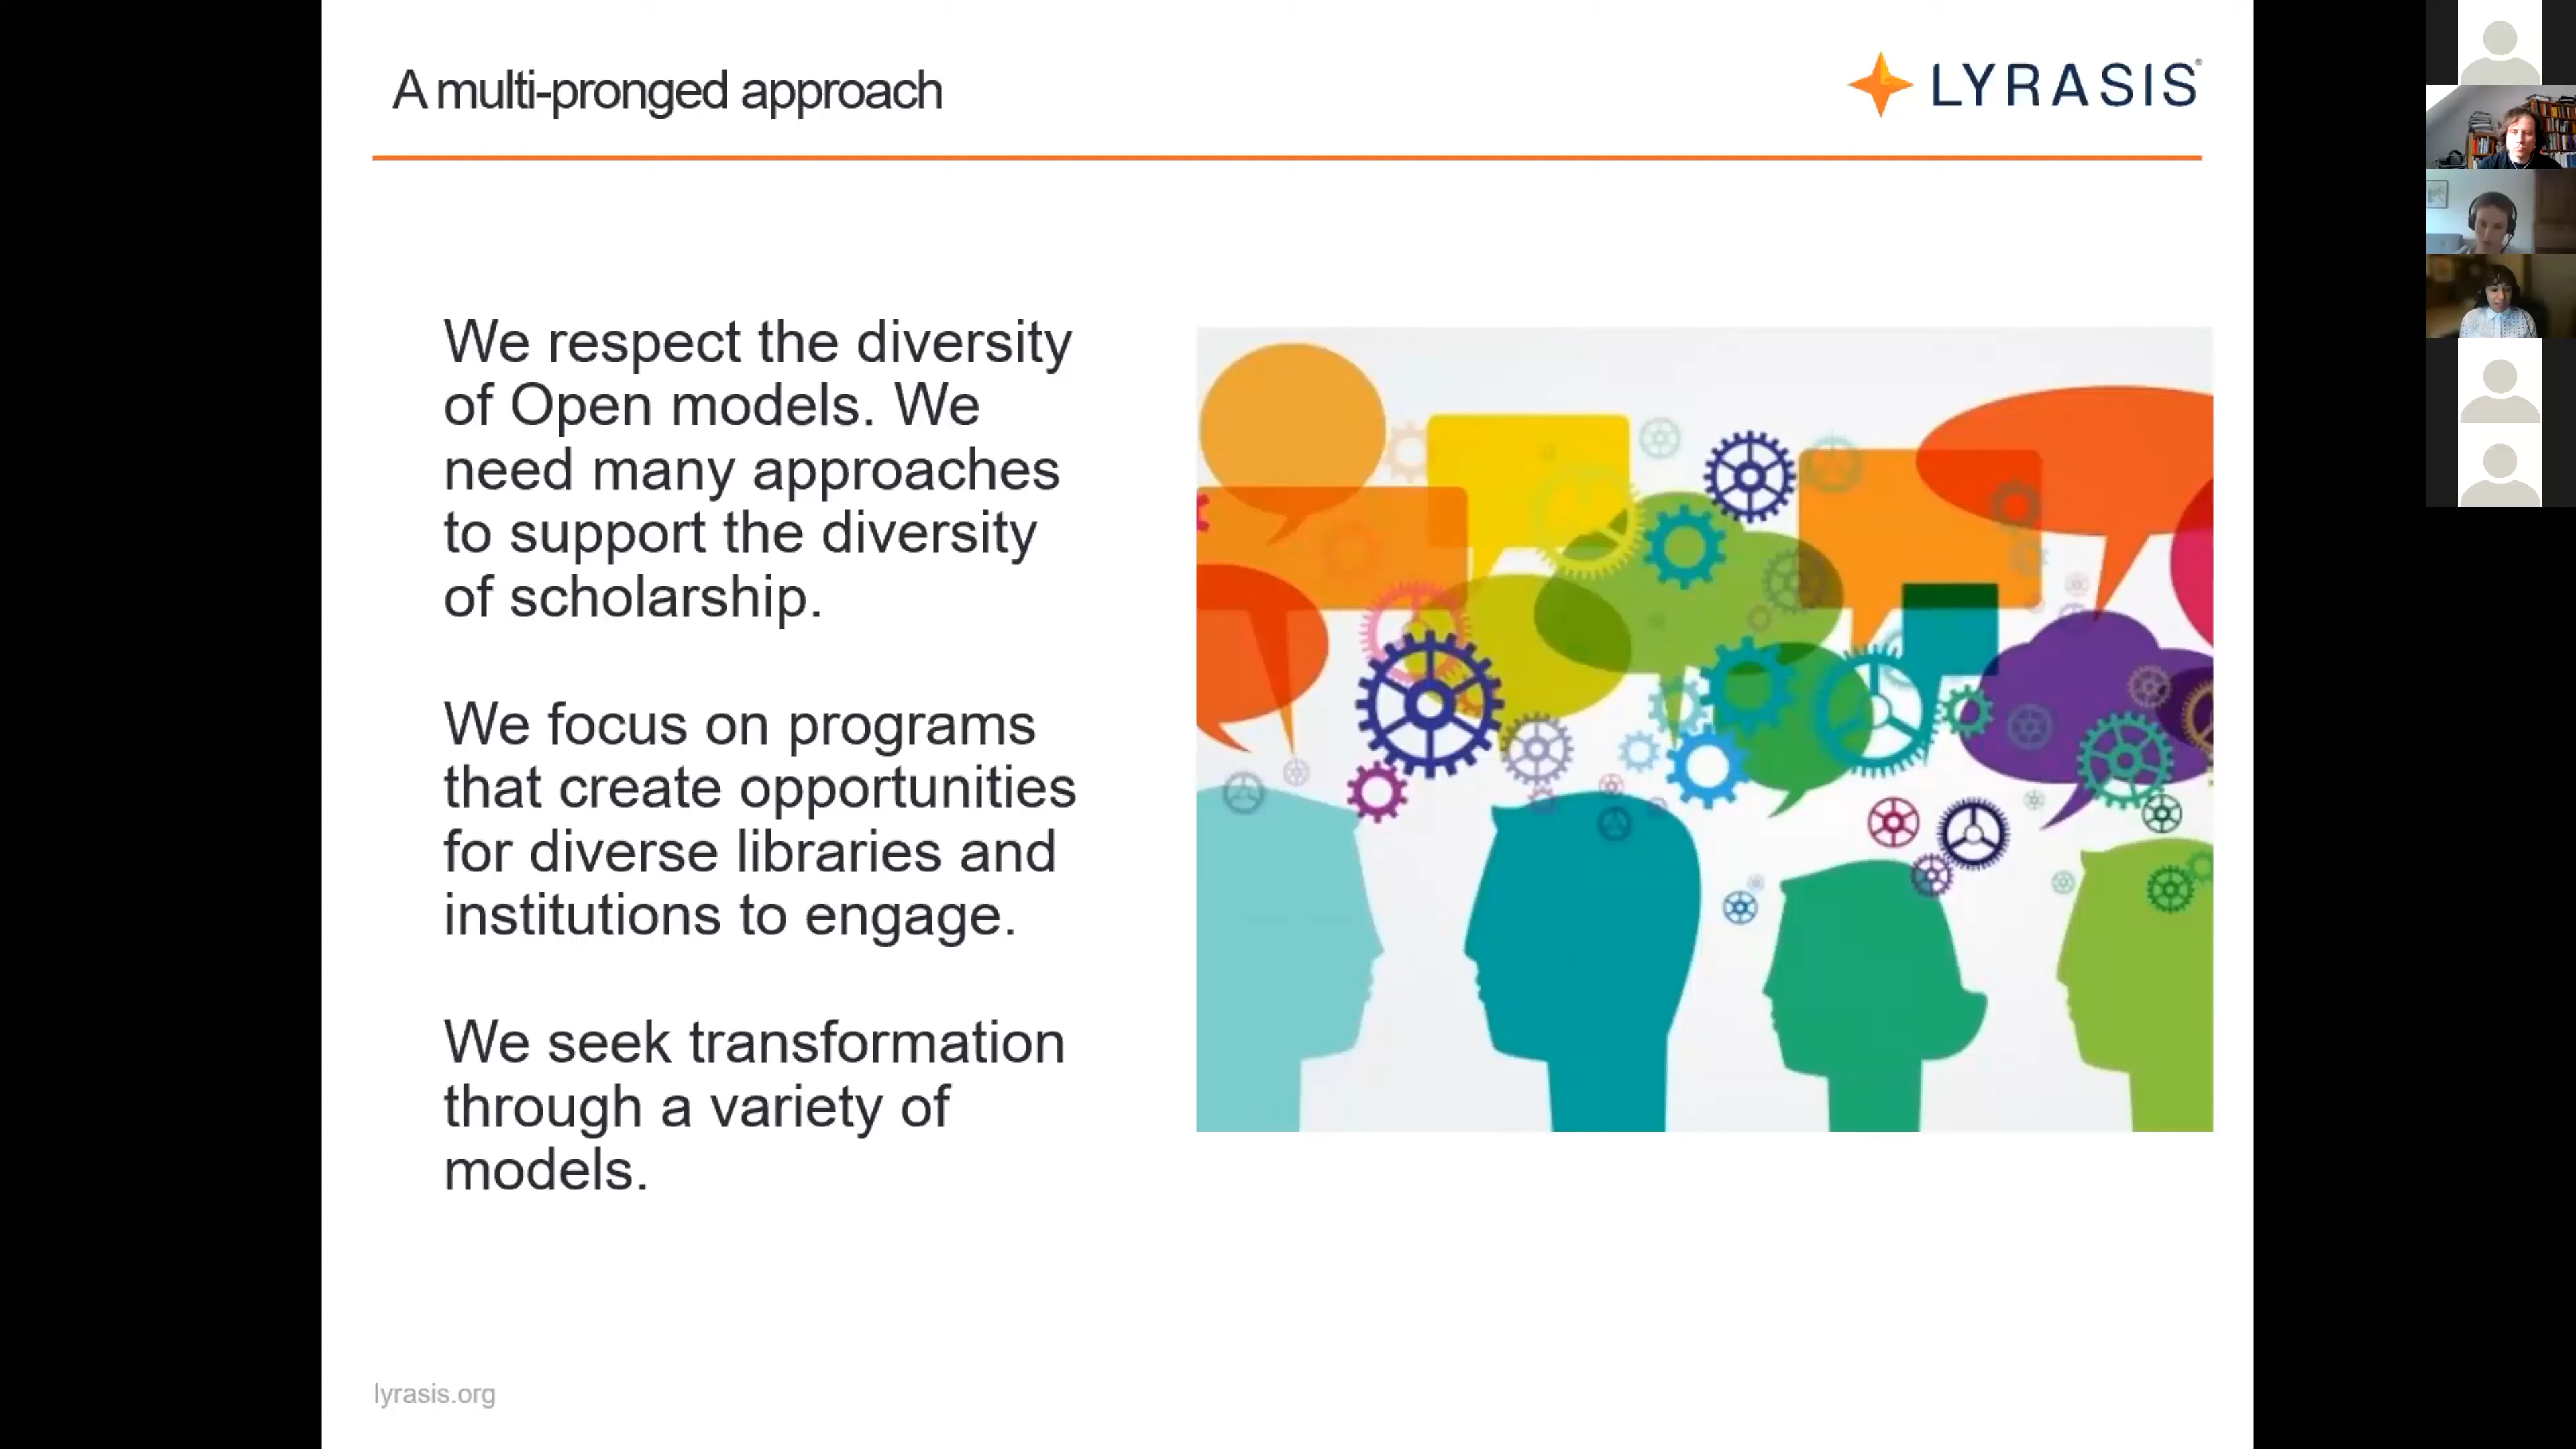 A multi-pronged approach
LYRASIS®
We respect the diversity
of Open models. We
need many approaches
to support the diversity
of scholarship.
We focus on programs
that create opportunities
for diverse libraries and
institutions to engage.
We seek transformation
through a variety of
models.
lyrasis.org